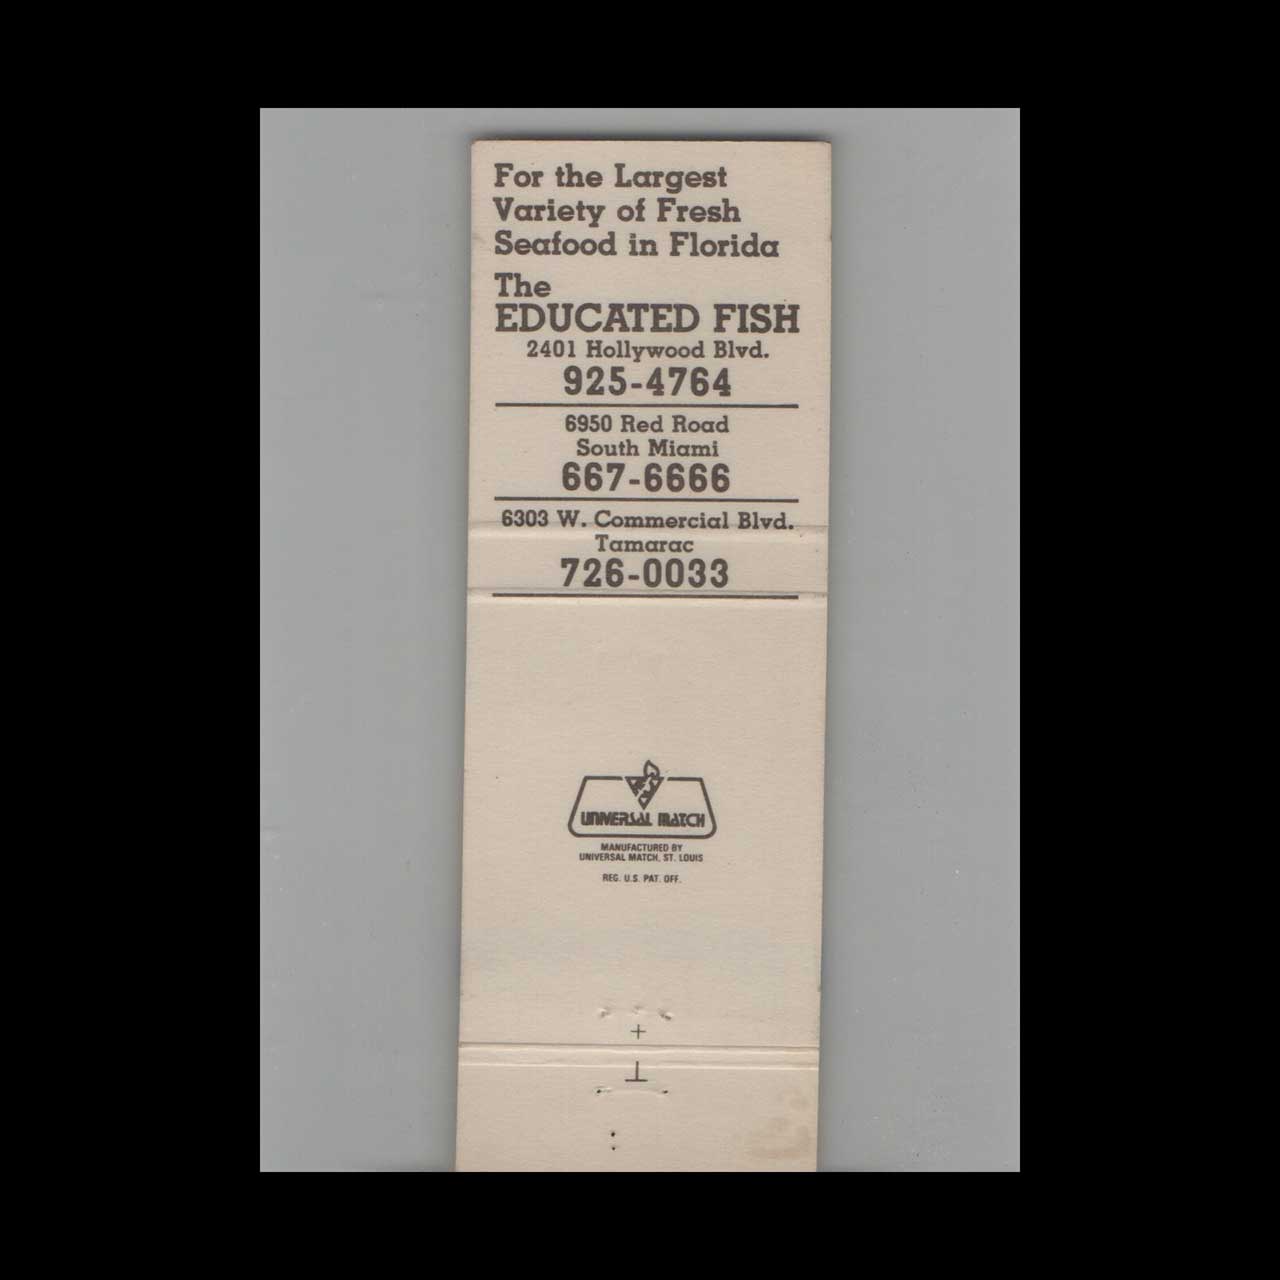 For the Largest
Variety of Fresh
Seafood in Florida
The
EDUCATED FISH
2401 Hollywood Blvd.
925-4764
6950 Red Road
South Miami
667-6666
6303 W. Commercial Blvd.
Tamarac
726-0033
UNIVERSAL MATCH
MANUFACTURED BY
UNIVERSAL MATCH, ST. LOUIS
REG. U.S. PAT. OFF.